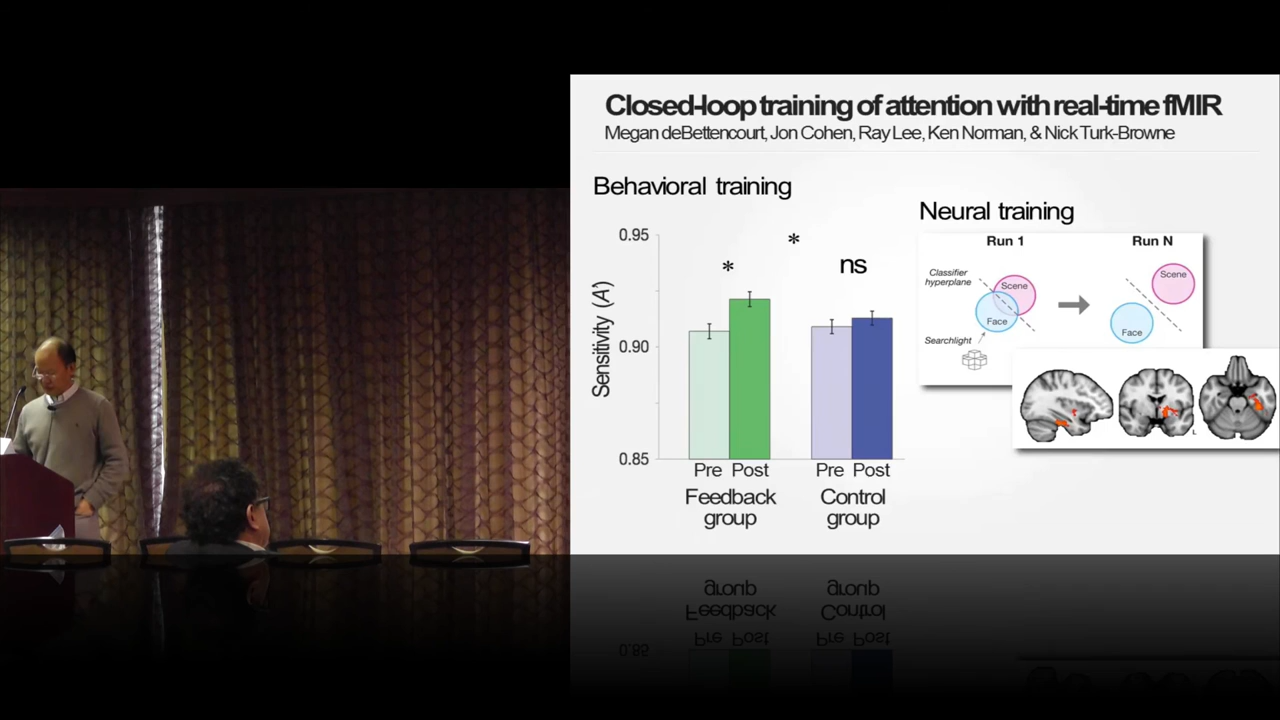 Closed-loop training of attention with real-time fMIR
Megan deBettencourt, Jon Cohen, Ray Lee, Ken Norman, & Nick Turk-Browne
Behavioral training
0.95
0.90
0.85
Sensitivity (A')
*
*
ns
Pre Post
Pre Post
Feedback
group
Control
group
Neural training
Run 1
Run N
Classifier
hyperplane
Scene
Face
Searchlight
Scene
Face
L